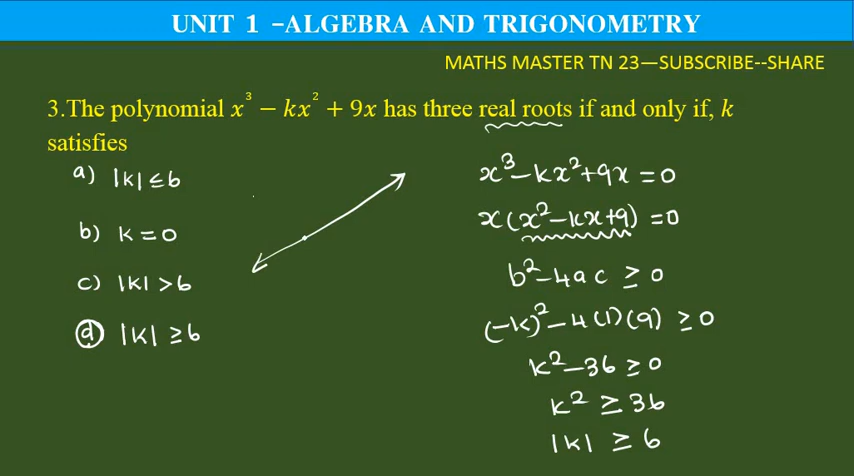 UNIT 1 –ALGEBRA AND TRIGONOMETRY
MATHS MASTER TN 23—SUBSCRIBE--SHARE
3.The polynomial x³ − kx² + 9x has three real roots if and only if, k
satisfies
a) |k| ≤ 6
b) k = 0
c) |k| > 6
d) |k| ≥ 6
x³ − kx² + 9x = 0
x(x² − kx + 9) = 0
b² − 4ac ≥ 0
(−k)² − 4(1)(9) ≥ 0
k² − 36 ≥ 0
k² ≥ 36
|k| ≥ 6